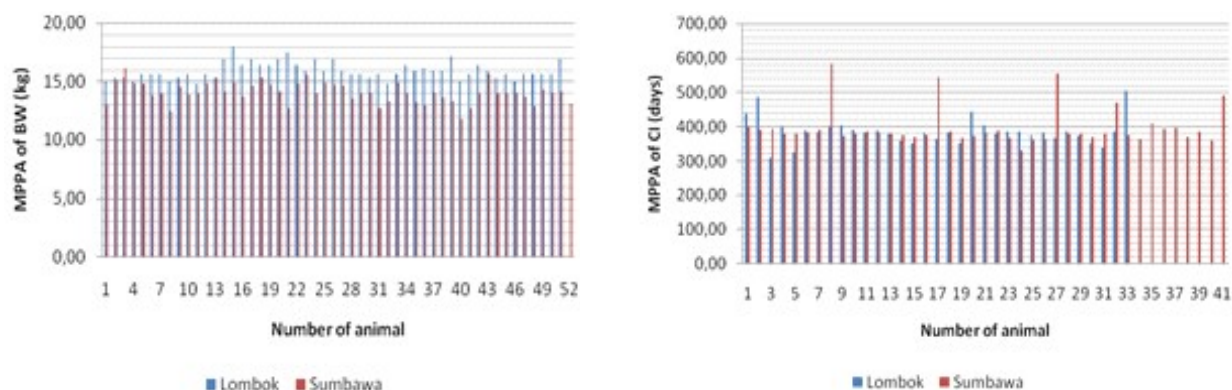 20,00
15,00
10,00
5,00
0,00
MPPA of BW (kg)
1 4 7 10 13 16 19 22 25 28 31 34 37 40 43 46 49 52
Number of animal
Lombok Sumbawa
700,00
600,00
500,00
400,00
300,00
200,00
100,00
0,00
MPPA of CI (days)
1 3 5 7 9 11 13 15 17 19 21 23 25 27 29 31 33 35 37 39 41
Number of animal
Lombok Sumbawa